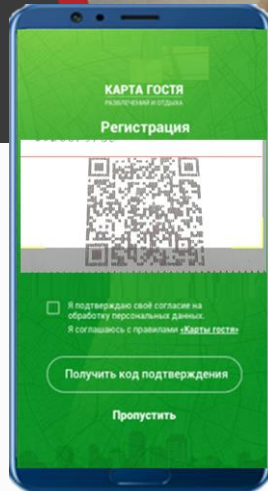 КАРТА ГОСТЯ
РАЗВЛЕЧЕНИЙ И ОТДЫХА
Регистрация
Я подтверждаю своё согласие на
обработку персональных данных.
Я соглашаюсь с правилами «Карты гостя»
Получить код подтверждения
Пропустить